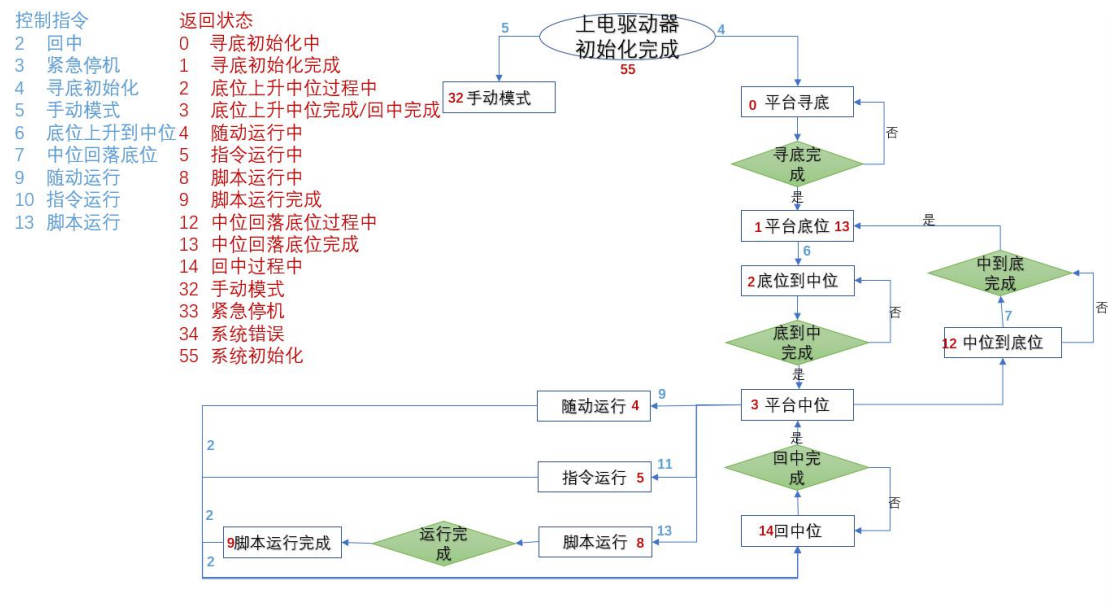 控制指令
2 回中
3 紧急停机
4 寻底初始化
5 手动模式
6 底位上升到中位
7 中位回落底位
9 随动运行
10 指令运行
13 脚本运行
返回状态
0 寻底初始化中
1 寻底初始化完成
2 底位上升中位过程中
3 底位上升中位完成/回中完成
4 随动运行中
5 指令运行中
8 脚本运行中
9 脚本运行完成
12 中位回落底位过程中
13 中位回落底位完成
14 回中过程中
32 手动模式
33 紧急停机
34 系统错误
55 系统初始化
上电驱动器
初始化完成
55
5
4
32 手动模式
0 平台寻底
否
寻底完
成
是
1 平台底位 13
是
6
2 底位到中位
中到底
完成
否
否
7
底到中
完成
12 中位到底位
是
3 平台中位
9
随动运行 4
是
2
回中完
成
11
指令运行 5
否
2
13
脚本运行 8
运行完
成
9 脚本运行完成
14 回中位
2